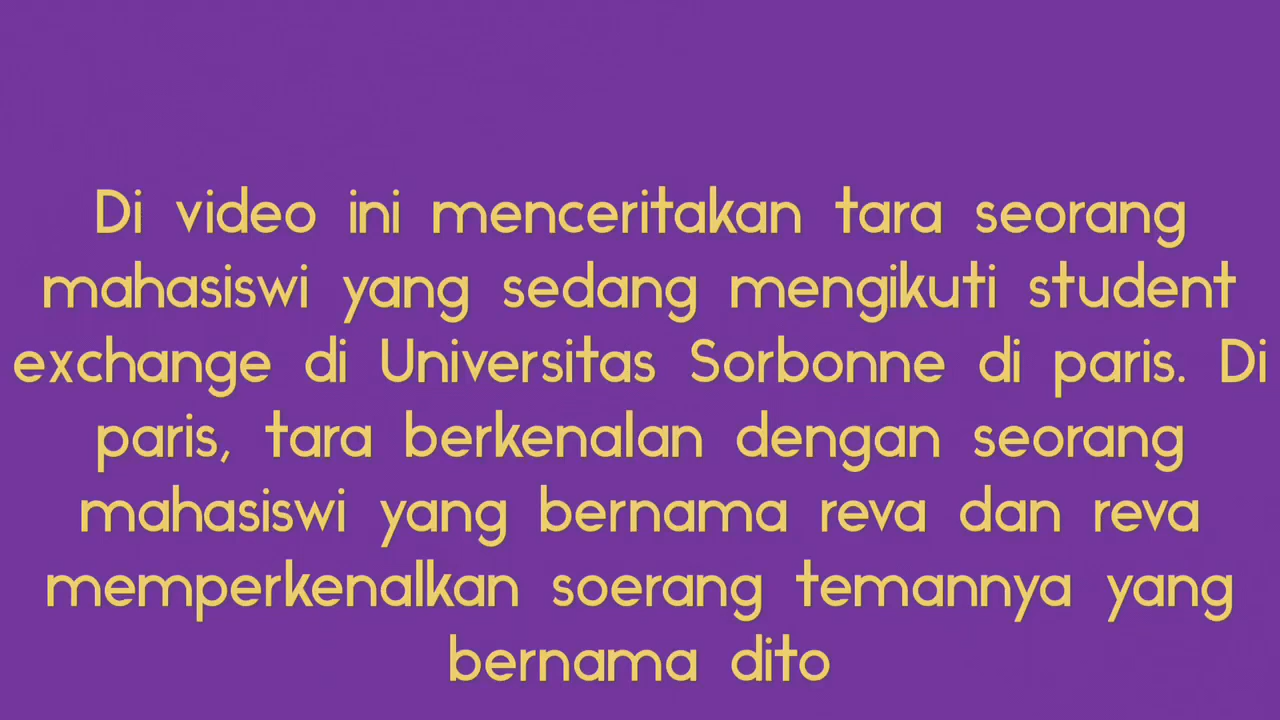 Di video ini menceritakan tara seorang
mahasiswi yang sedang mengikuti student
exchange di Universitas Sorbonne di paris. Di
paris, tara berkenalan dengan seorang
mahasiswi yang bernama reva dan reva
memperkenalkan soerang temannya yang
bernama dito